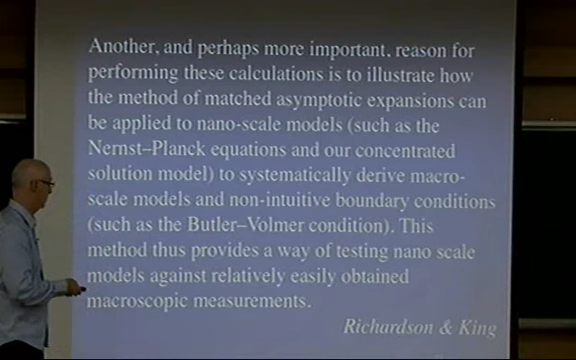 Another, and perhaps more important, reason for
performing these calculations is to illustrate how
the method of matched asymptotic expansions can
be applied to nano-scale models (such as the
Nernst–Planck equations and our concentrated
solution model) to systematically derive macro-
scale models and non-intuitive boundary conditions
(such as the Butler–Volmer condition). This
method thus provides a way of testing nano scale
models against relatively easily obtained
macroscopic measurements.
Richardson & King